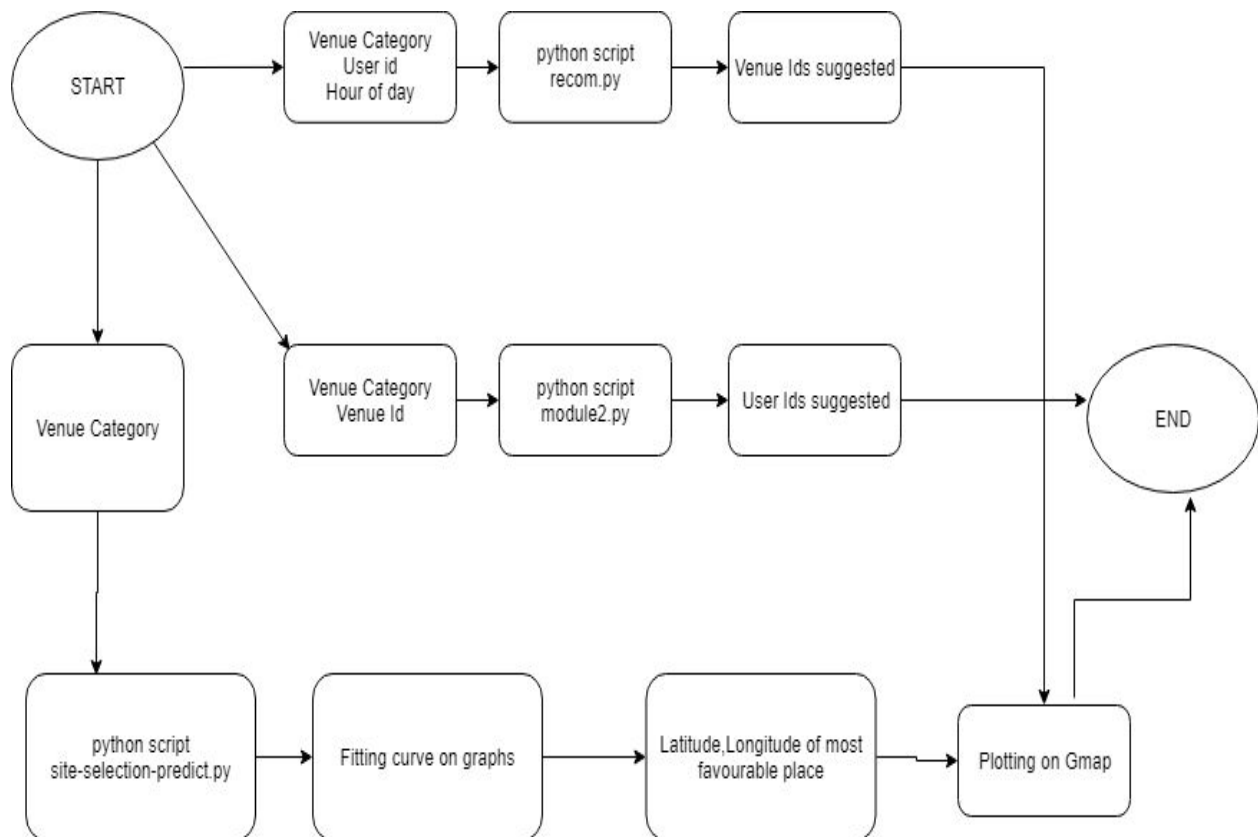 START
Venue Category
User id
Hour of day
python script
recom.py
Venue Ids suggested
Venue Category
Venue Category
Venue Id
python script
module2.py
User Ids suggested
END
python script
site-selection-predict.py
Fitting curve on graphs
Latitude,Longitude of most
favourable place
Plotting on Gmap